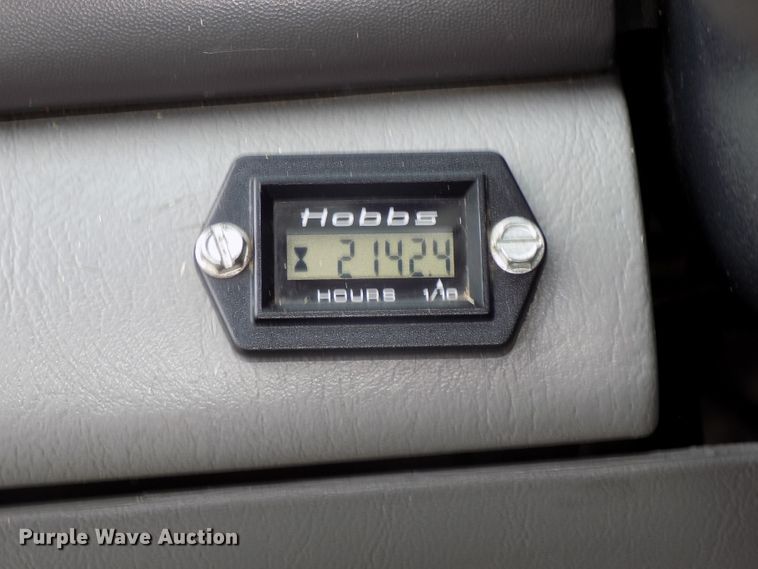 Hobbs
2142.4
HOURS 1/10
Purple Wave Auction